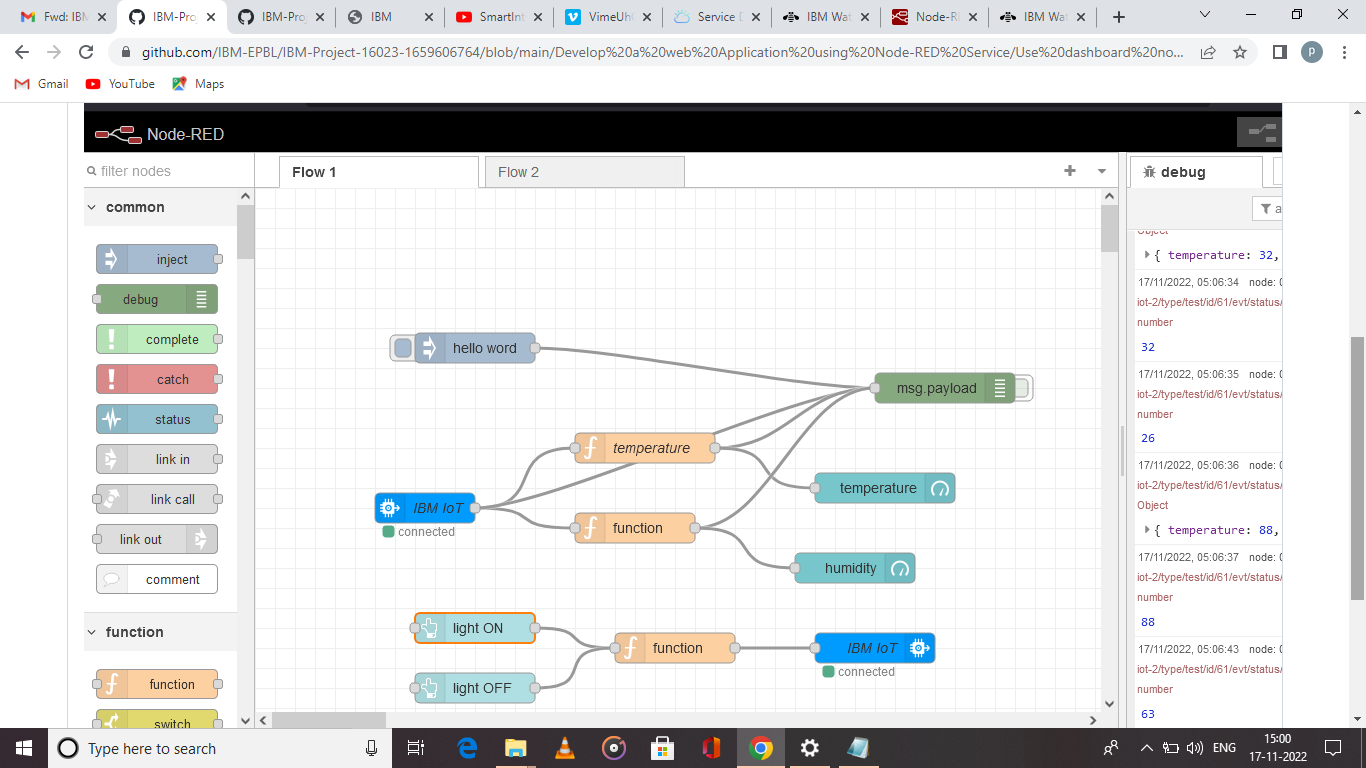 Fwd: IBM
IBM-Proj
IBM-Proj
IBM
SmartInt
VimeUhO
Service D
IBM Wat
Node-RE
IBM Wat
github.com/IBM-EPBL/IBM-Project-16023-1659606764/blob/main/Develop%20a%20web%20Application%20using%20Node-RED%20Service/Use%20dashboard%20no...
P
Gmail
YouTube
Maps
Node-RED
filter nodes
Flow 1
Flow 2
debug
common
a
Object
inject
{ temperature: 32,
debug
17/11/2022, 05:06:34 node: 0
iot-2/type/test/id/61/evt/status/
number
complete
hello word
32
catch
17/11/2022, 05:06:35 node: 0
msg.payload
iot-2/type/test/id/61/evt/status/
number
status
26
temperature
link in
17/11/2022, 05:06:36 node: 0
iot-2/type/test/id/61/evt/status/
temperature
link call
Object
IBM IoT
connected
function
{ temperature: 88,
link out
17/11/2022, 05:06:37 node: 0
humidity
iot-2/type/test/id/61/evt/status/
comment
number
88
light ON
function
function
IBM IoT
17/11/2022, 05:06:43 node: 0
connected
iot-2/type/test/id/61/evt/status/
function
light OFF
number
63
switch
Type here to search
ENG
15:00
17-11-2022